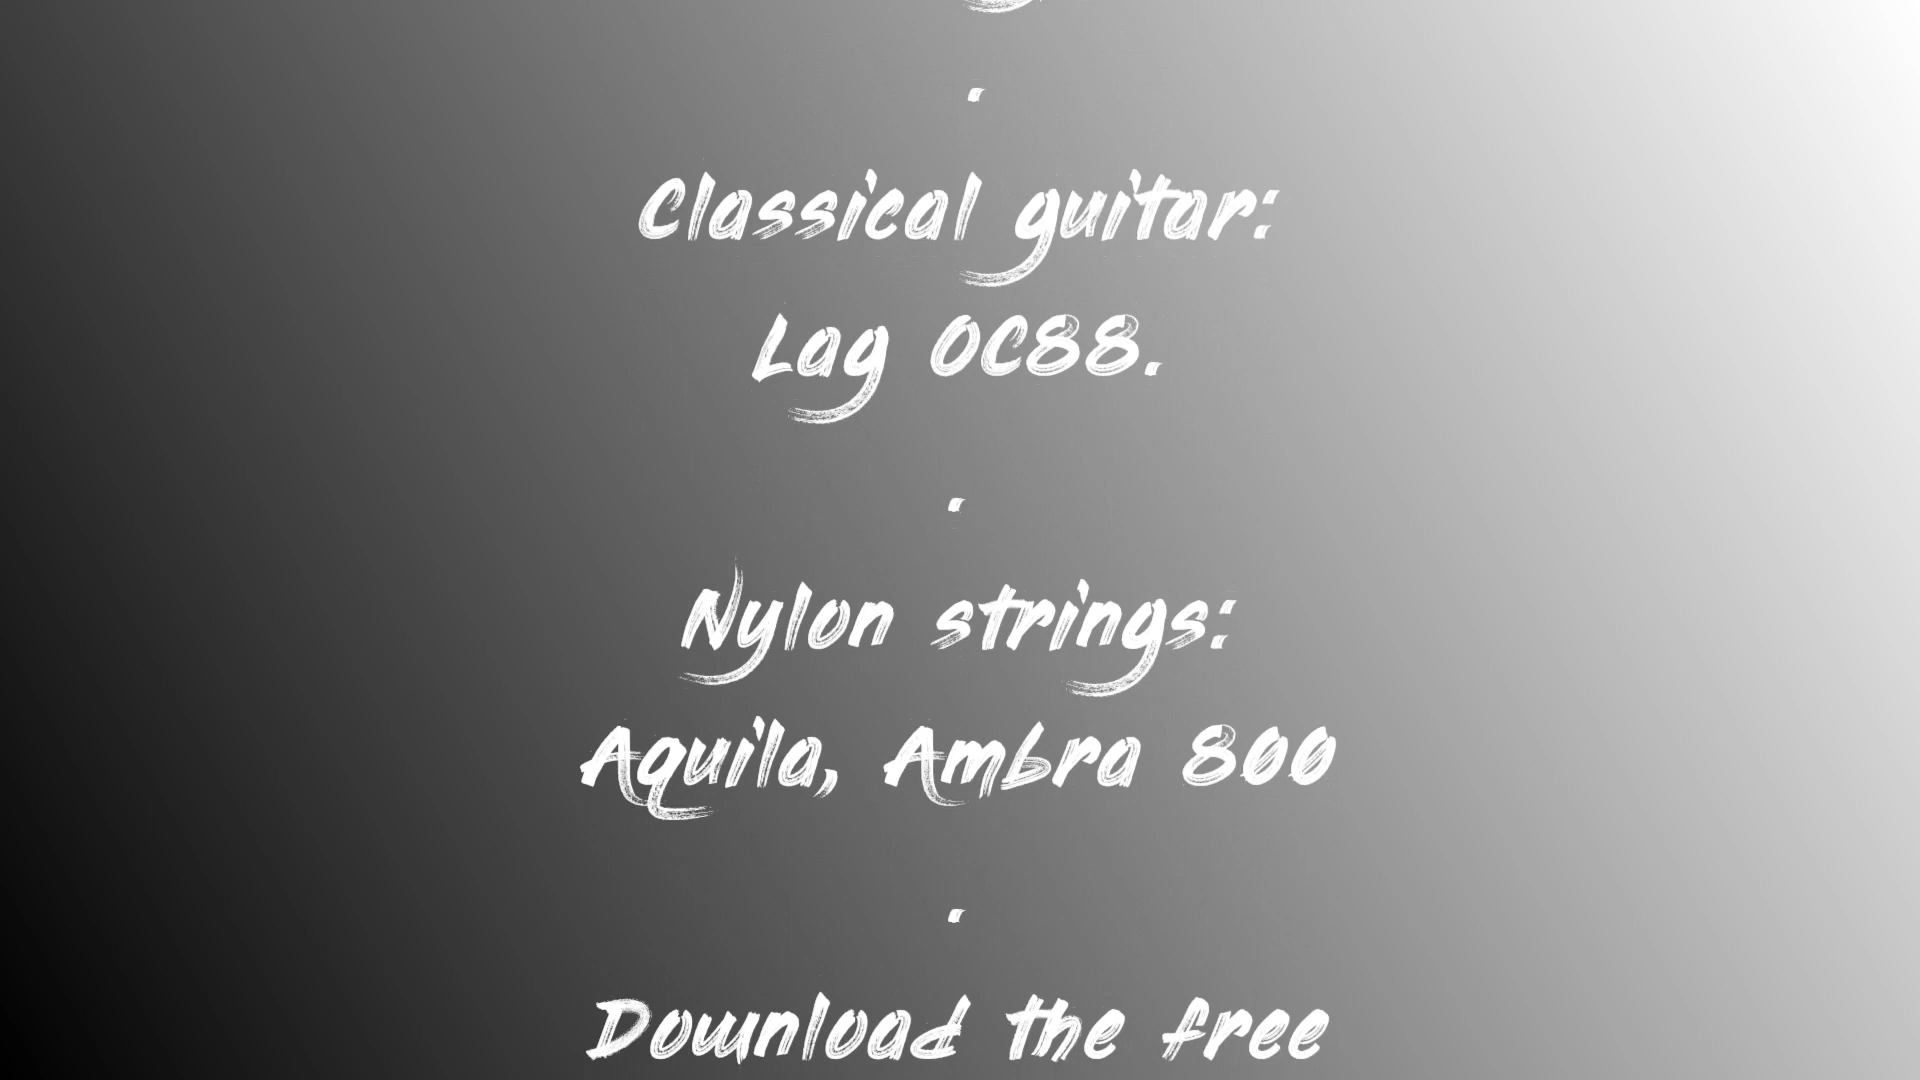 .
Classical guitar:
Lag OC88.
.
Nylon strings:
Aquila, Ambra 800
.
Download the free